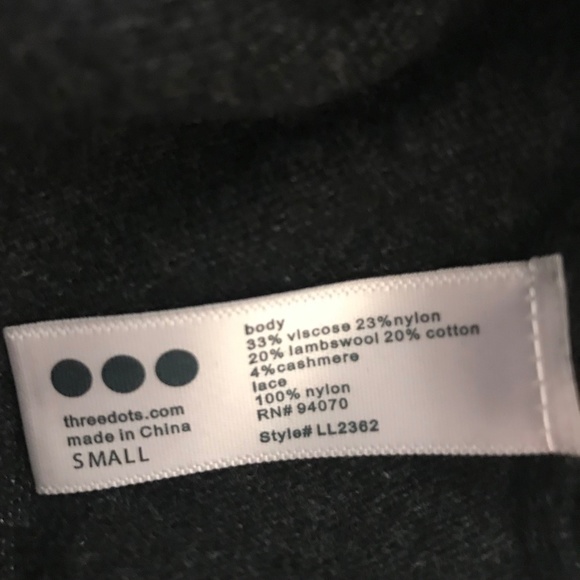 threedots.com
made in China
SMALL
body
33% viscose 23%nylon
20% lambswool 20% cotton
4%cashmere
lace
100% nylon
RN# 94070
Style# LL2362